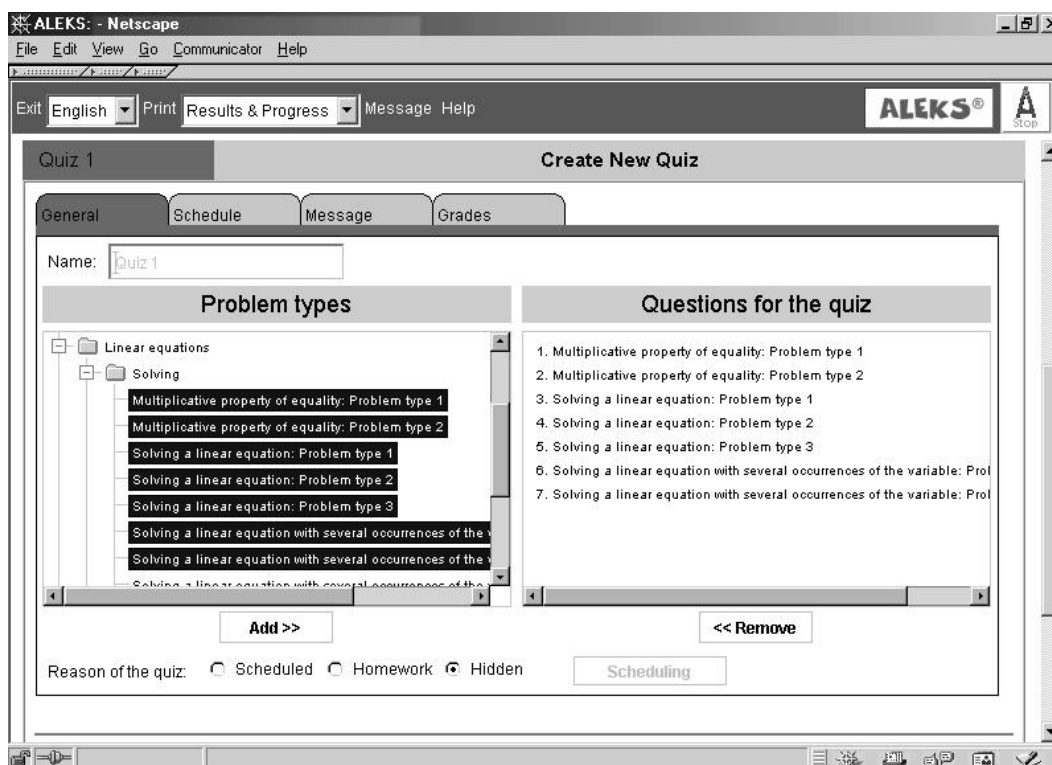 ALEKS: - Netscape
File Edit View Go Communicator Help
Exit English Print Results & Progress Message Help ALEKS® A Stop
Quiz 1 Create New Quiz
General Schedule Message Grades
Name: Quiz 1
Problem types
Questions for the quiz
Linear equations
Solving
Multiplicative property of equality: Problem type 1
Multiplicative property of equality: Problem type 2
Solving a linear equation: Problem type 1
Solving a linear equation: Problem type 2
Solving a linear equation: Problem type 3
Solving a linear equation with several occurrences of the v
Solving a linear equation with several occurrences of the v
Solving a linear equation with several occurrences of the
1. Multiplicative property of equality: Problem type 1
2. Multiplicative property of equality: Problem type 2
3. Solving a linear equation: Problem type 1
4. Solving a linear equation: Problem type 2
5. Solving a linear equation: Problem type 3
6. Solving a linear equation with several occurrences of the variable: Prol
7. Solving a linear equation with several occurrences of the variable: Prol
Add >>
<< Remove
Reason of the quiz: Scheduled Homework Hidden Scheduling